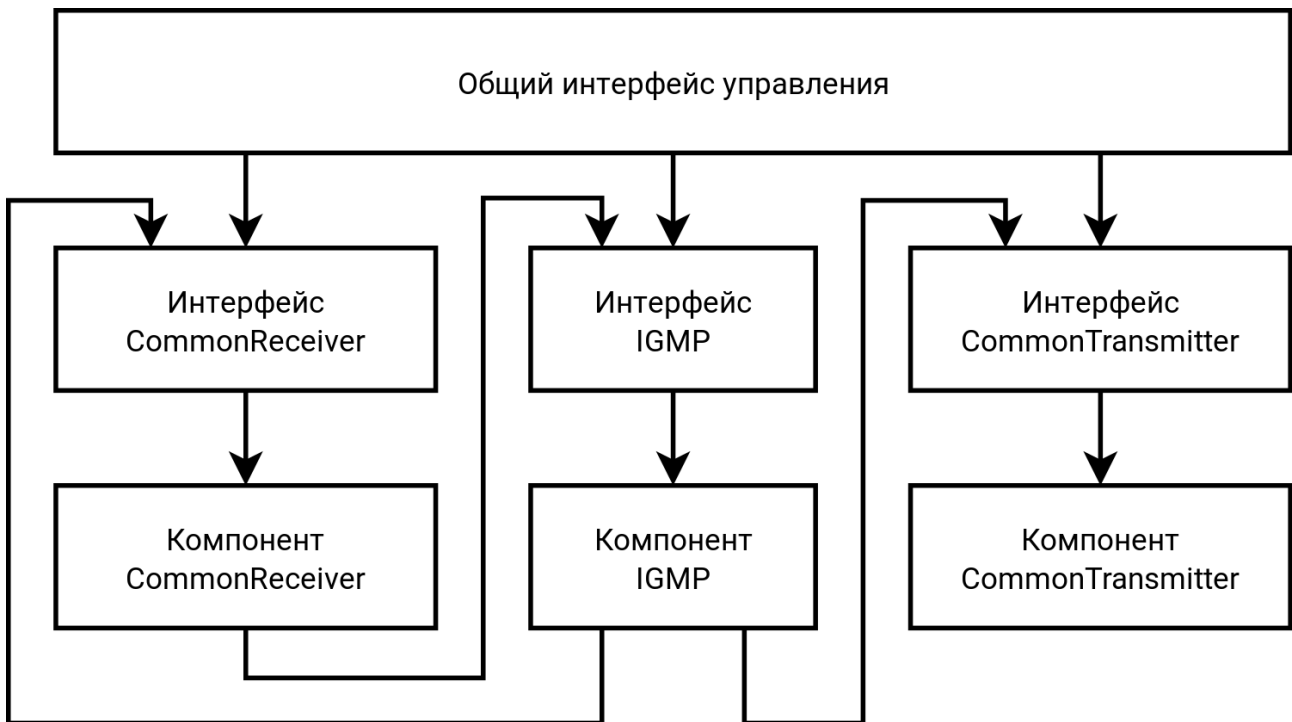 Общий интерфейс управления
Интерфейс
CommonReceiver
Интерфейс
IGMP
Интерфейс
CommonTransmitter
Компонент
CommonReceiver
Компонент
IGMP
Компонент
CommonTransmitter